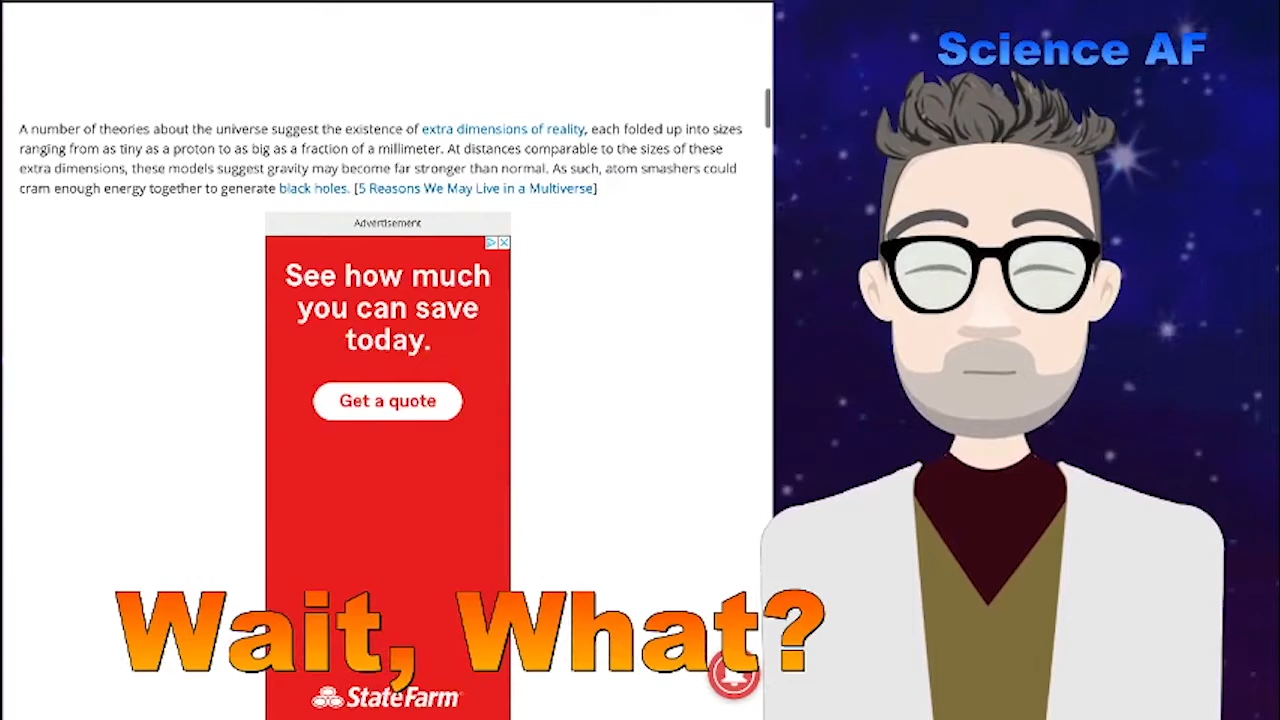 Science AF
A number of theories about the universe suggest the existence of extra dimensions of reality, each folded up into sizes
ranging from as tiny as a proton to as big as a fraction of a millimeter. At distances comparable to the sizes of these
extra dimensions, these models suggest gravity may become far stronger than normal. As such, atom smashers could
cram enough energy together to generate black holes. [5 Reasons We May Live in a Multiverse]
Advertisement
See how much
you can save
today.
Get a quote
Wait, What?
StateFarm